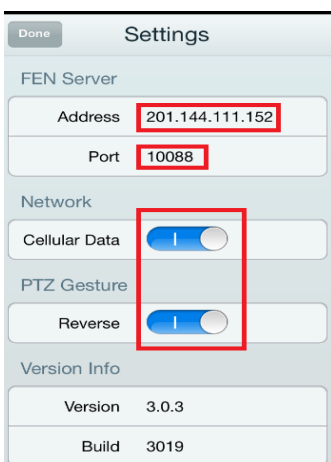 Done
Settings
FEN Server
Address 201.144.111.152
Port 10088
Network
Cellular Data
PTZ Gesture
Reverse
Version Info
Version 3.0.3
Build 3019